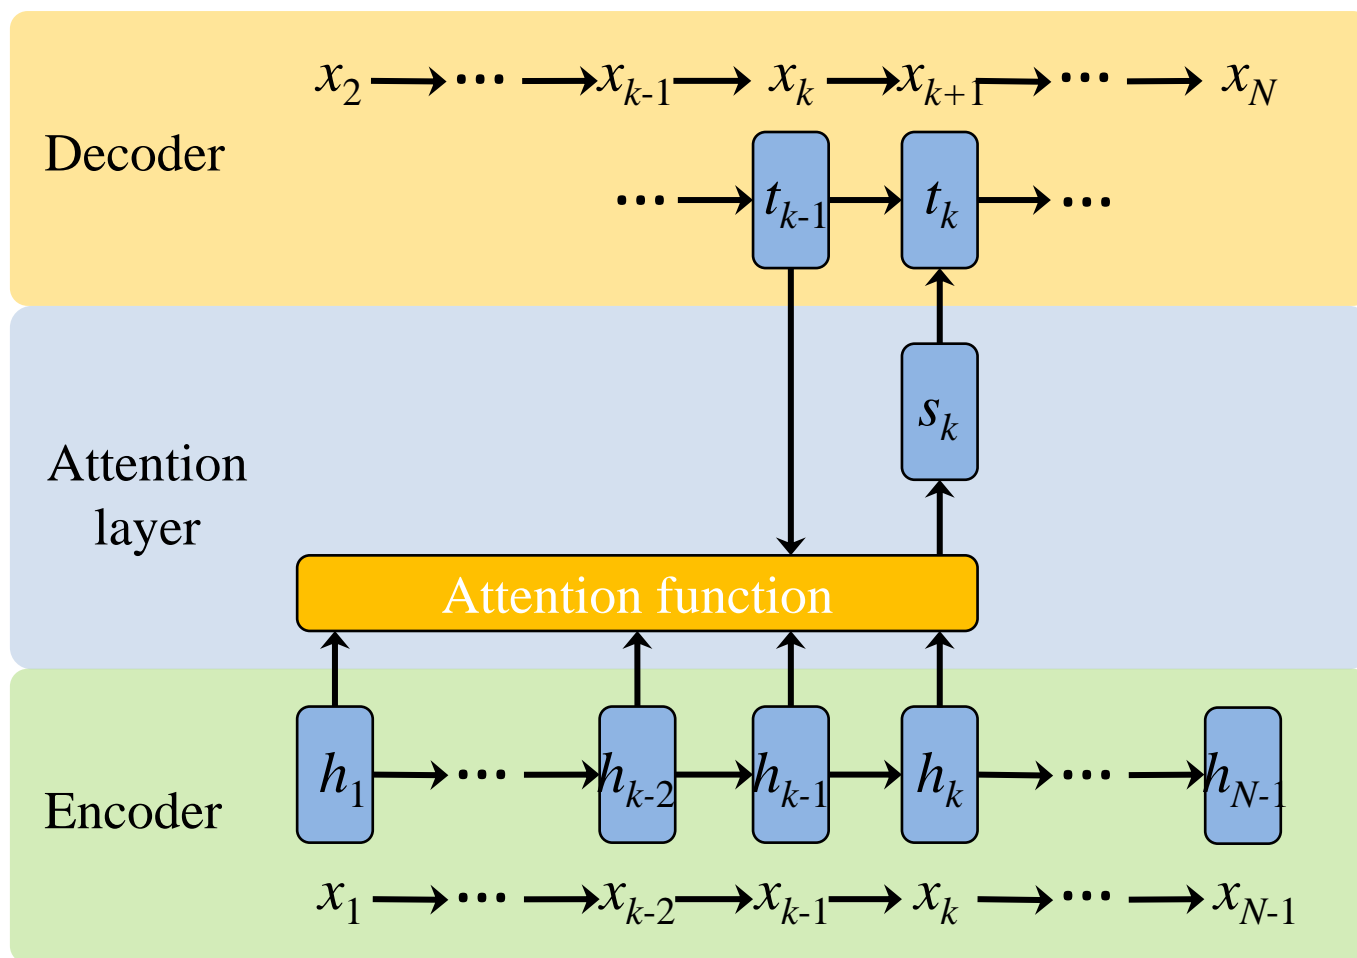 x2 ... xk-1 xk xk+1 ... xN
Decoder
... tk-1 tk ...
sk
Attention
layer
Attention function
h1 ... hk-2 hk-1 hk ... hN-1
Encoder
x1 ... xk-2 xk-1 xk ... xN-1